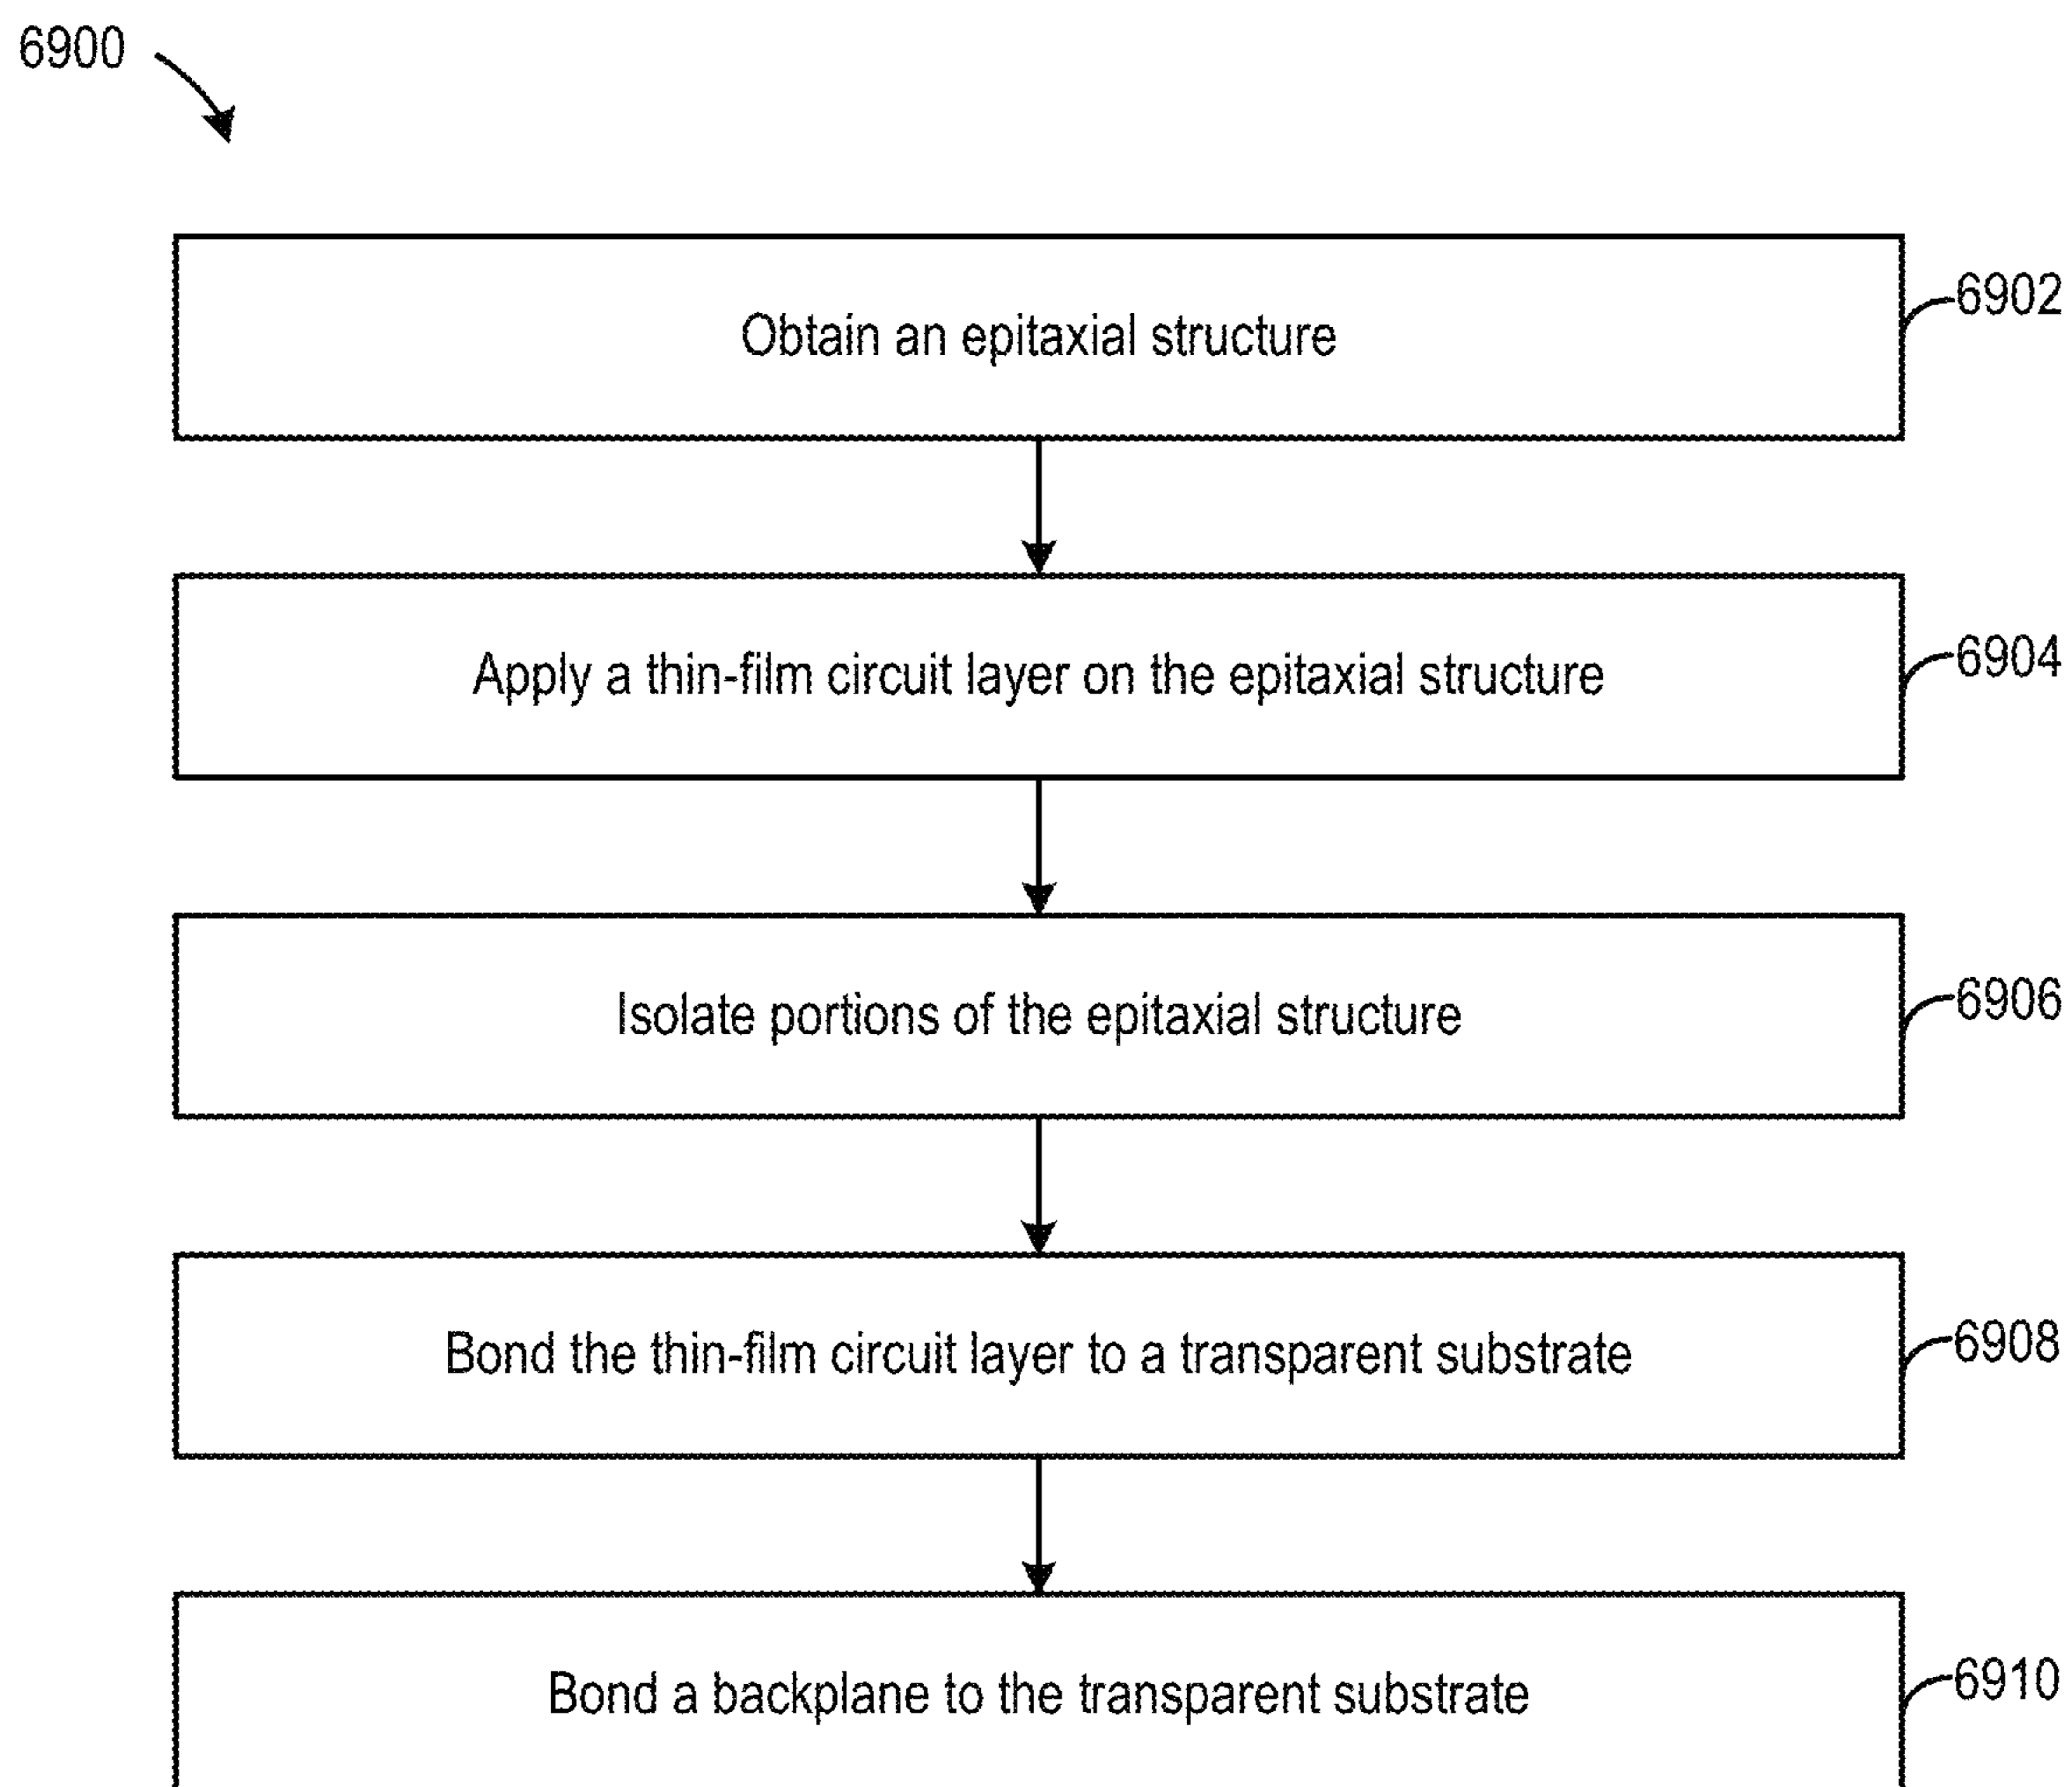 6900
Obtain an epitaxial structure
6902
Apply a thin-film circuit layer on the epitaxial structure
6904
Isolate portions of the epitaxial structure
6906
Bond the thin-film circuit layer to a transparent substrate
6908
Bond a backplane to the transparent substrate
6910